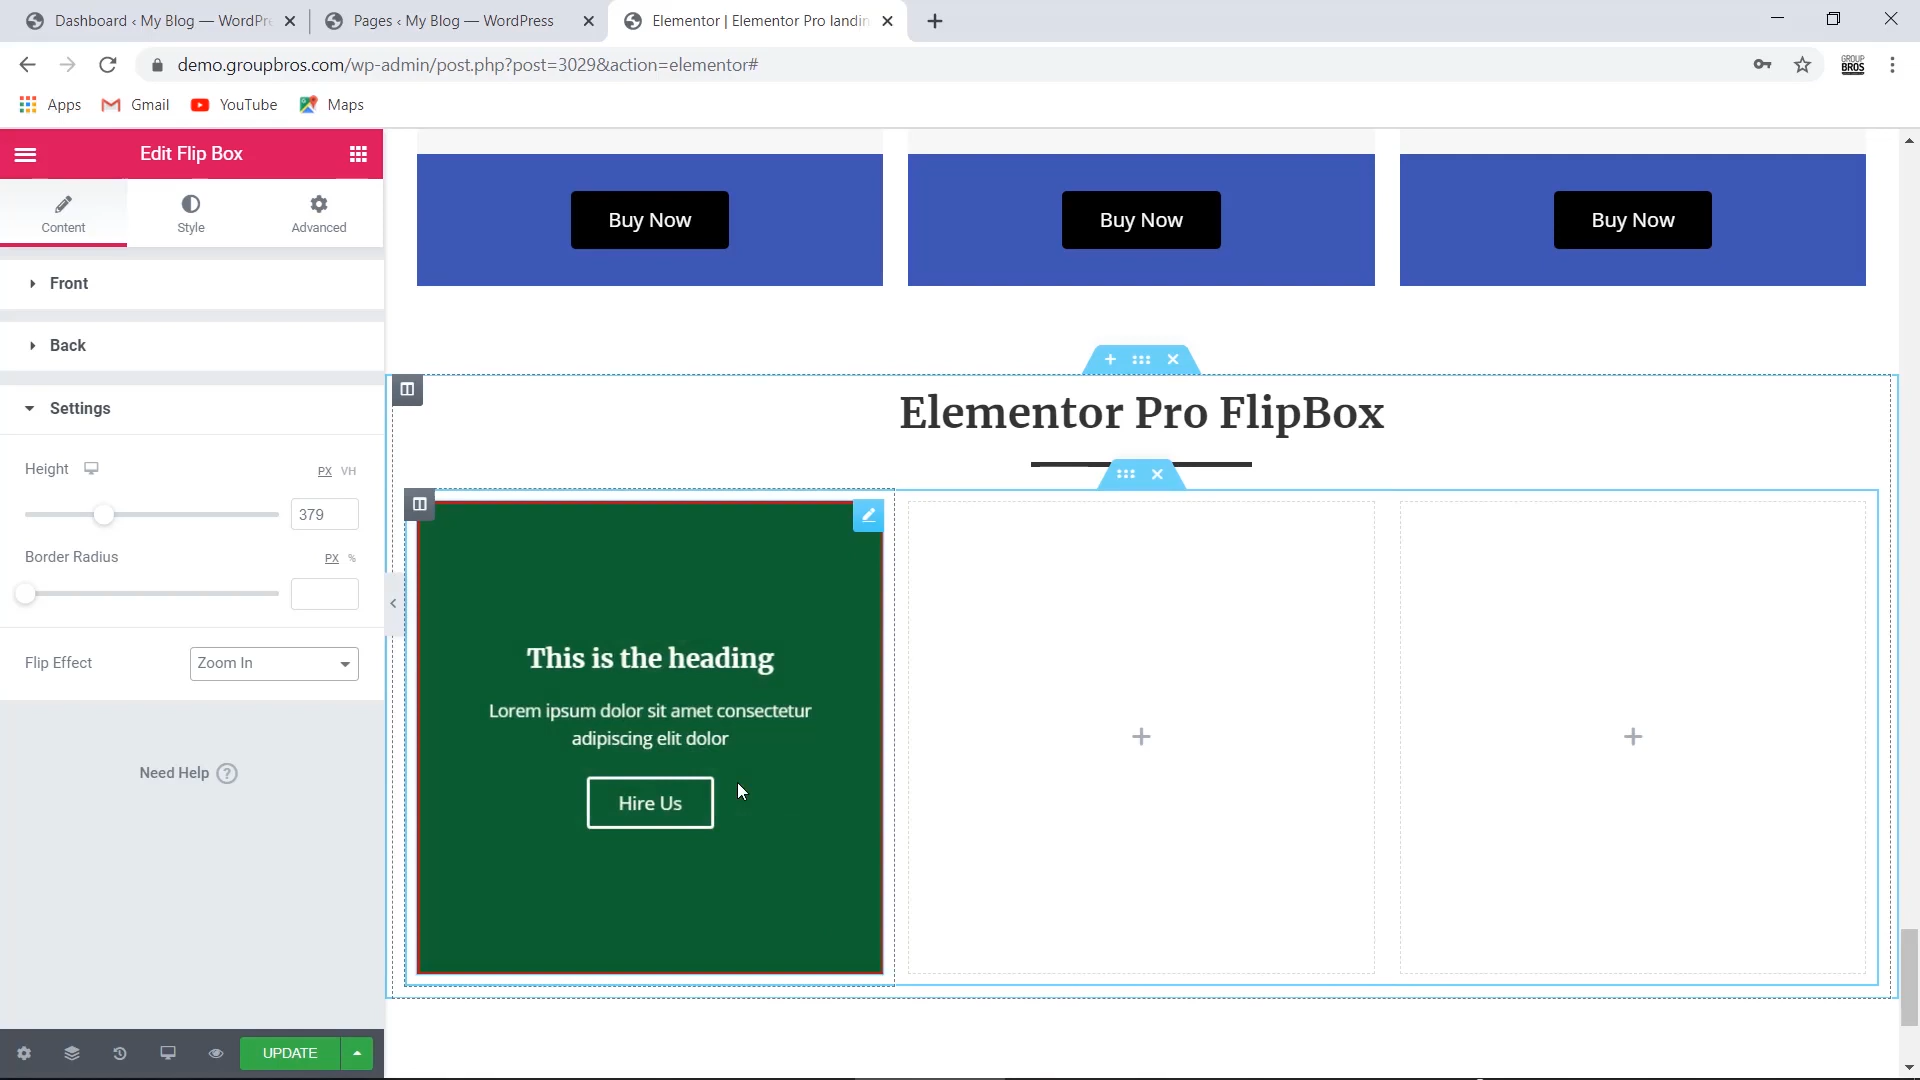 Dashboard ‹ My Blog — WordPre
Pages ‹ My Blog — WordPress
Elementor | Elementor Pro landin
demo.groupbros.com/wp-admin/post.php?post=3029&action=elementor#
GROUP
BROS
Apps
Gmail
YouTube
Maps
Edit Flip Box
Content
Style
Advanced
Front
Back
Settings
Height
PX VH
379
Border Radius
PX %
Flip Effect
Zoom In
Need Help ?
UPDATE
Buy Now
Buy Now
Buy Now
Elementor Pro FlipBox
This is the heading
Lorem ipsum dolor sit amet consectetur
adipiscing elit dolor
Hire Us